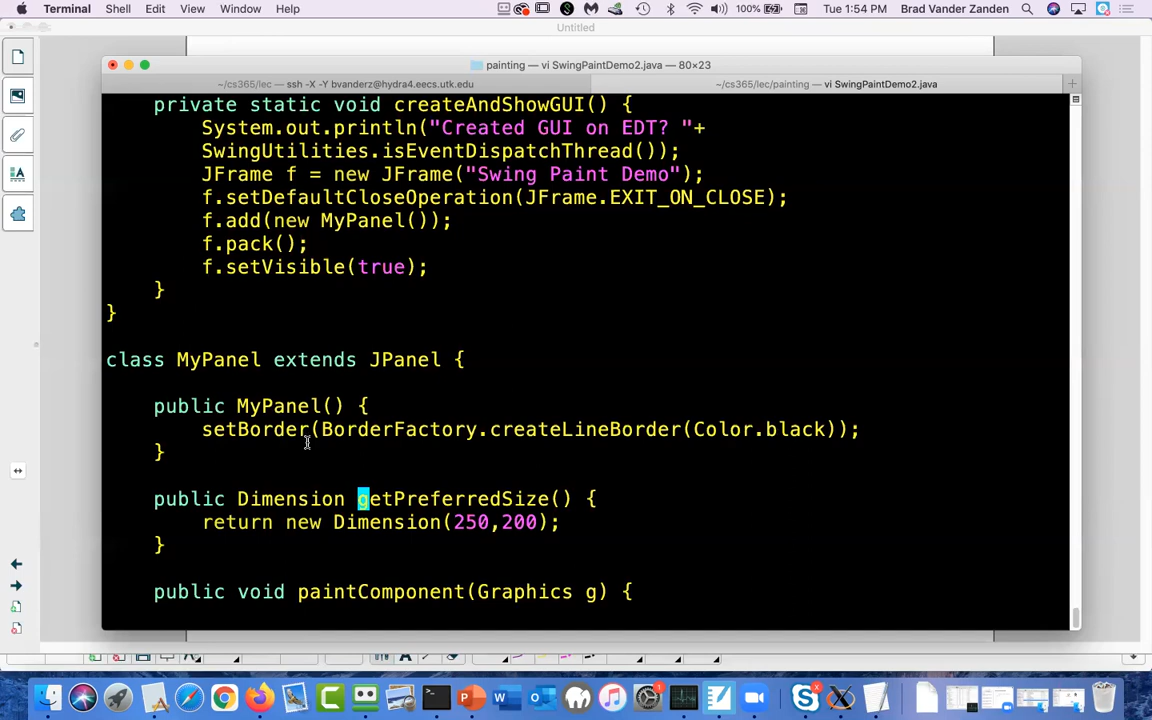 Terminal Shell Edit View Window Help 100% Tue 1:54 PM Brad Vander Zanden
Untitled
painting — vi SwingPaintDemo2.java — 80×23
~/cs365/lec — ssh -X -Y bvanderz@hydra4.eecs.utk.edu ~/cs365/lec/painting — vi SwingPaintDemo2.java +
private static void createAndShowGUI() {
System.out.println("Created GUI on EDT? "+
SwingUtilities.isEventDispatchThread());
JFrame f = new JFrame("Swing Paint Demo");
f.setDefaultCloseOperation(JFrame.EXIT_ON_CLOSE);
f.add(new MyPanel());
f.pack();
f.setVisible(true);
}
}
class MyPanel extends JPanel {
public MyPanel() {
setBorder(BorderFactory.createLineBorder(Color.black));
}
public Dimension getPreferredSize() {
return new Dimension(250,200);
}
public void paintComponent(Graphics g) {